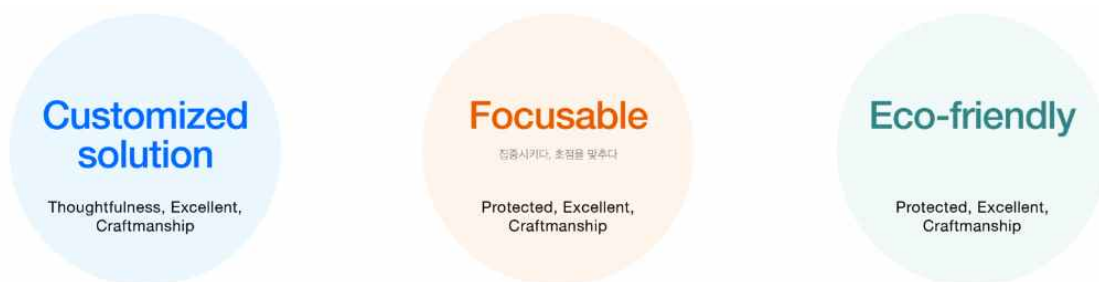 Customized
solution
Thoughtfulness, Excellent,
Craftmanship
Focusable
집중시키다, 초점을 맞추다
Protected, Excellent,
Craftmanship
Eco-friendly
Protected, Excellent,
Craftmanship